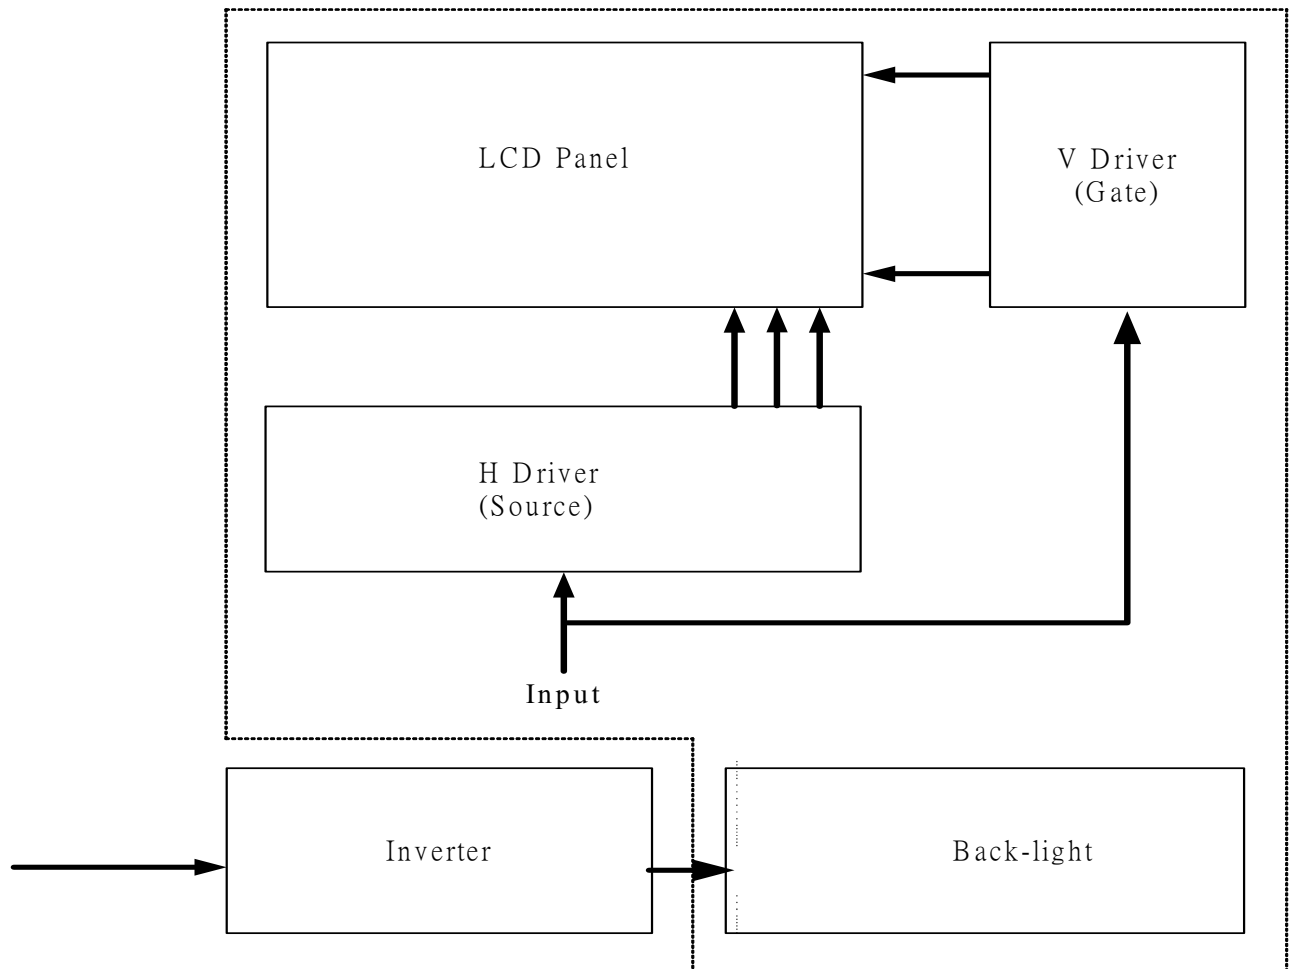 LCD Panel
V Driver
(Gate)
H Driver
(Source)
Input
Inverter
Back-light